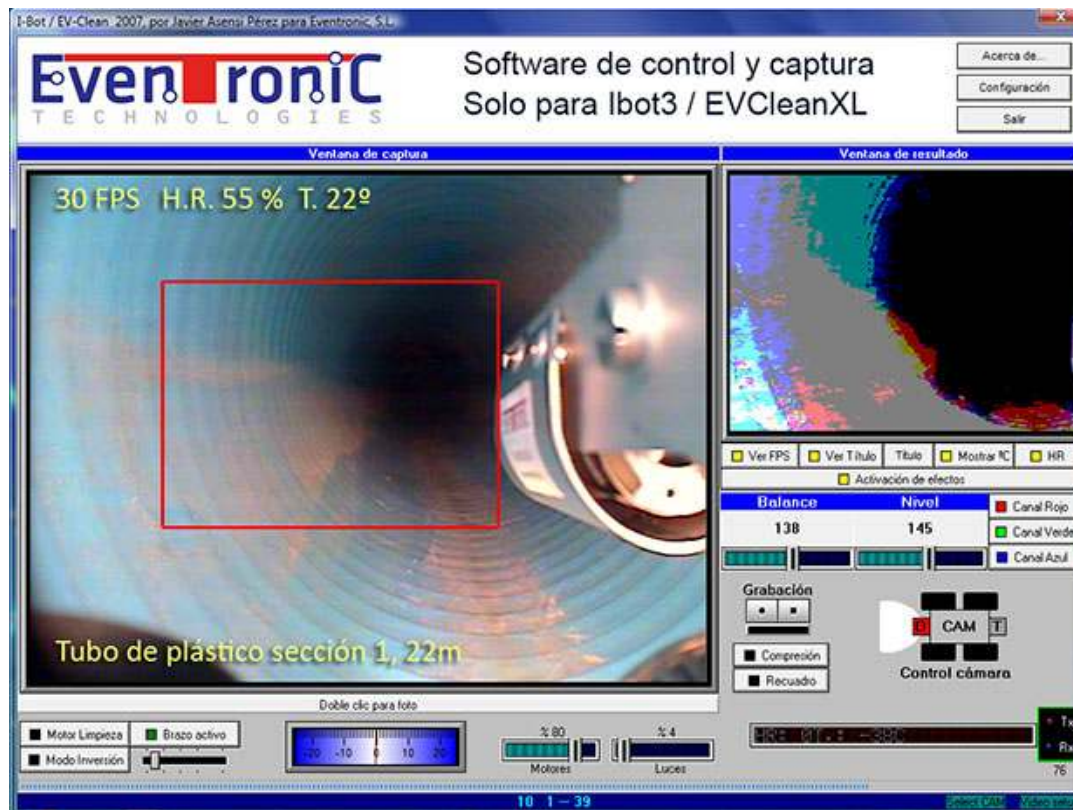 I-Bot / EV-Clean 2007, por Javier Asensi Pérez para Eventronic, S.L.
EvenTroniC
TECHNOLOGIES
Software de control y captura
Solo para Ibot3 / EVCleanXL
Acerca de...
Configuración
Salir
Ventana de captura
Ventana de resultado
30 FPS H.R. 55 % T. 22º
Tubo de plástico sección 1, 22m
Ver FPS
Ver Título
Título
Mostrar ºC
HR
Activación de efectos
Balance
Nivel
138
145
Canal Rojo
Canal Verde
Canal Azul
Grabación
Compresión
Recuadro
CAM
T
Control cámara
Doble clic para foto
Motor Limpieza
Brazo activo
Modo Inversión
-20 -10 0 10 20
% 80
Motores
% 4
Luces
Tx
Rx
76
10 1 - 39
Select CAM